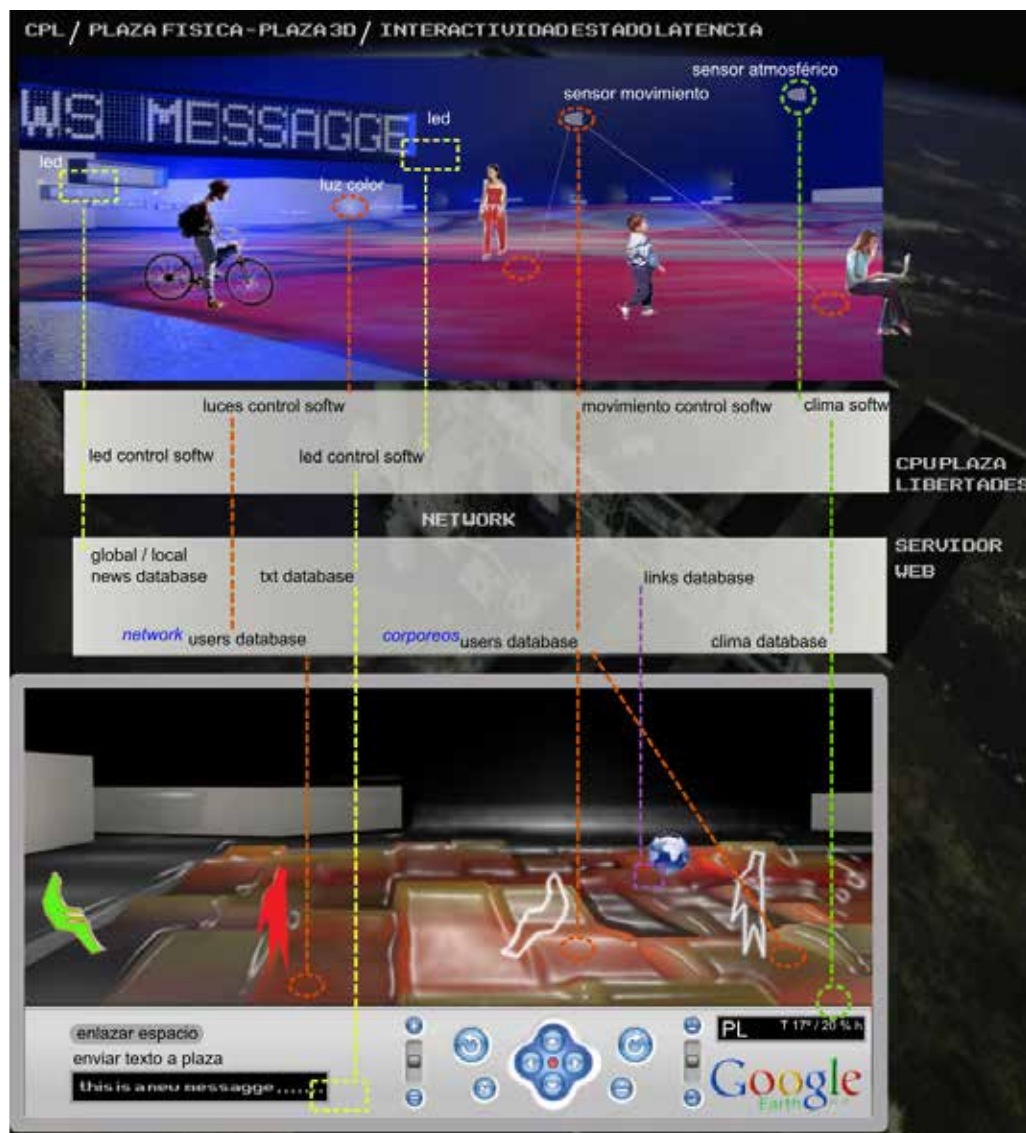 CPL / PLAZA FISICA - PLAZA 3D / INTERACTIVIDAD ESTADO LATENCIA
sensor atmosférico
sensor movimiento
WS MESSAGGE
led
led
luz color
luces control softw
movimiento control softw
clima softw
led control softw
led control softw
CPU PLAZA
LIBERTADES
NETWORK
SERVIDOR
WEB
global / local
news database
txt database
links database
network users database
corporeos users database
clima database
enlazar espacio
enviar texto a plaza
this is a new messagge.......
PL
T 17º / 20 % h
Google
Earth